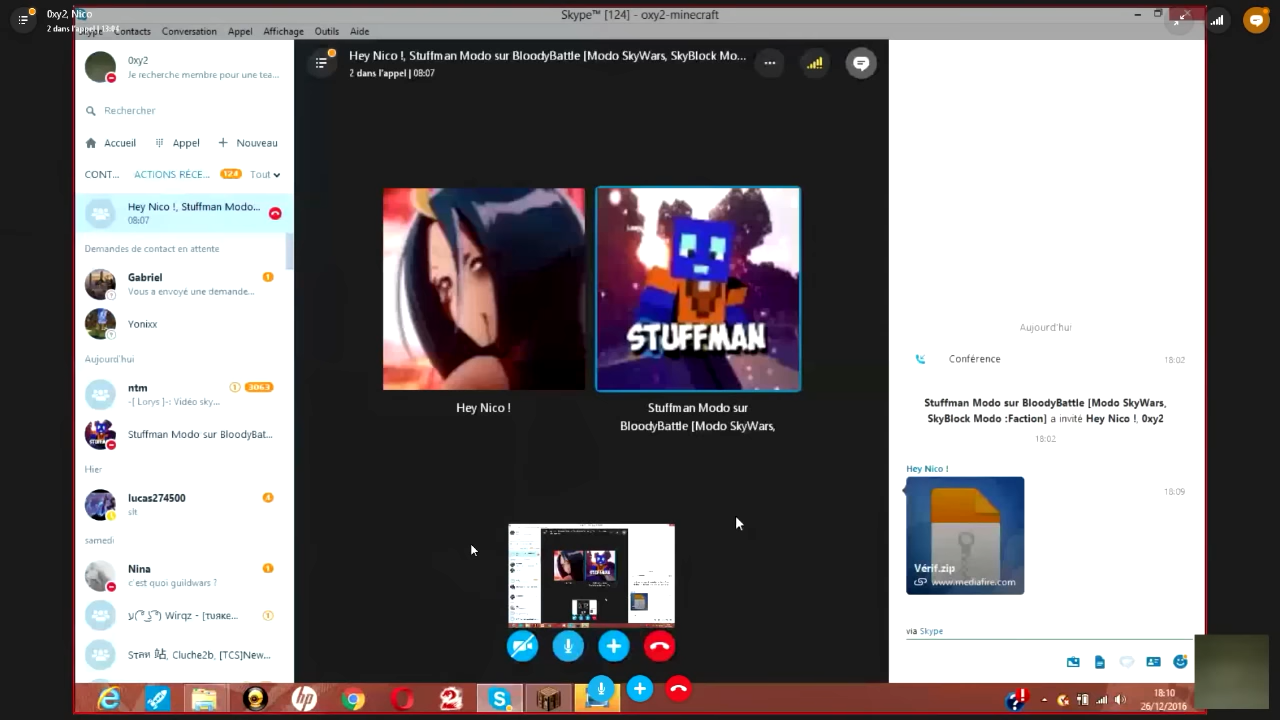 0xy2, Nico
2 dans l'appel | 13:04
Skype™ [124] - oxy2-minecraft
Contacts Conversation Appel Affichage Outils Aide
0xy2
Je recherche membre pour une tea...
Rechercher
Accueil Appel Nouveau
CONT... ACTIONS RÉCE... 124 Tout
Hey Nico !, Stuffman Modo...
08:07
Demandes de contact en attente
Gabriel 1
Vous a envoyé une demande...
Yonixx
Aujourd'hui
ntm 3063
-[ Lorys ]-: Vidéo sky...
Stuffman Modo sur BloodyBat...
Hier
lucas274500 4
slt
samedi
Nina 1
c'est quoi guildwars ?
Cluche2b, [TCS]New...
Hey Nico !, Stuffman Modo sur BloodyBattle [Modo SkyWars, SkyBlock Mo...
2 dans l'appel | 08:07
STUFFMAN
Hey Nico !
Stuffman Modo sur
BloodyBattle [Modo SkyWars,
Aujourd'hui
Conférence 18:02
Stuffman Modo sur BloodyBattle [Modo SkyWars,
SkyBlock Modo :Faction] a invité Hey Nico !, 0xy2
18:02
Hey Nico !
18:09
Vérif.zip
www.mediafire.com
via Skype
18:10
26/12/2016